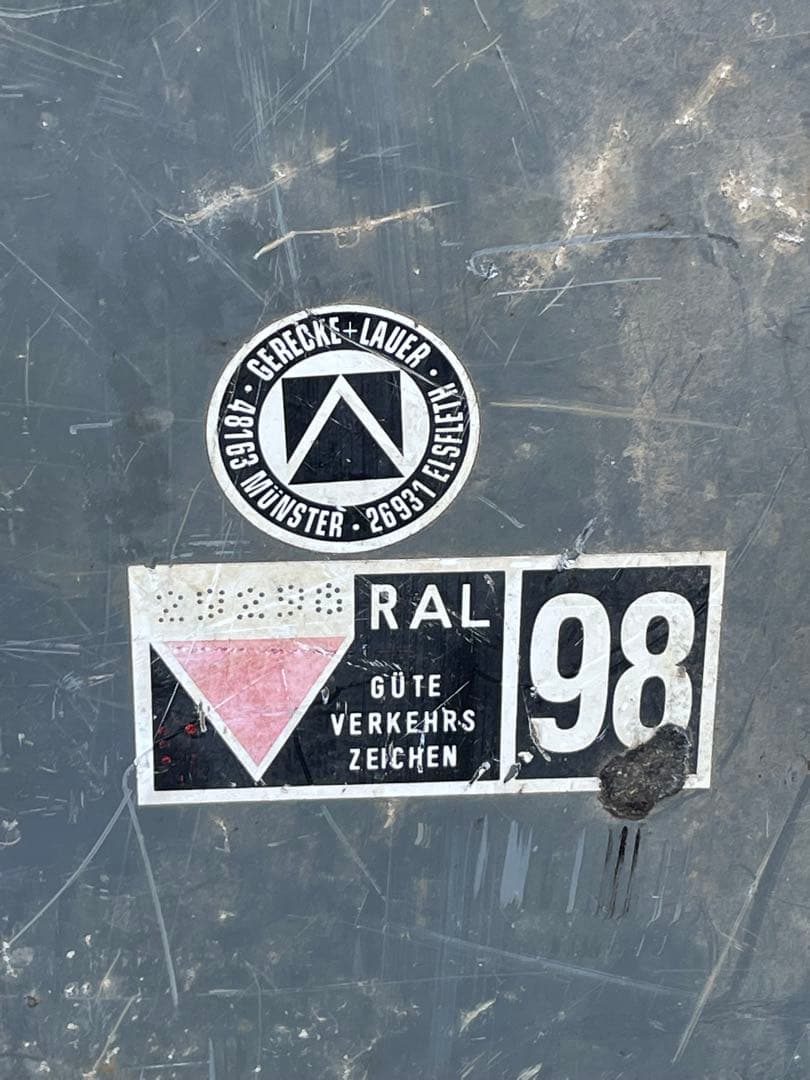 GERECKE+LAUER · 26931 ELSFLETH · 48163 MÜNSTER ·
RAL
98
GÜTE
VERKEHRS
ZEICHEN